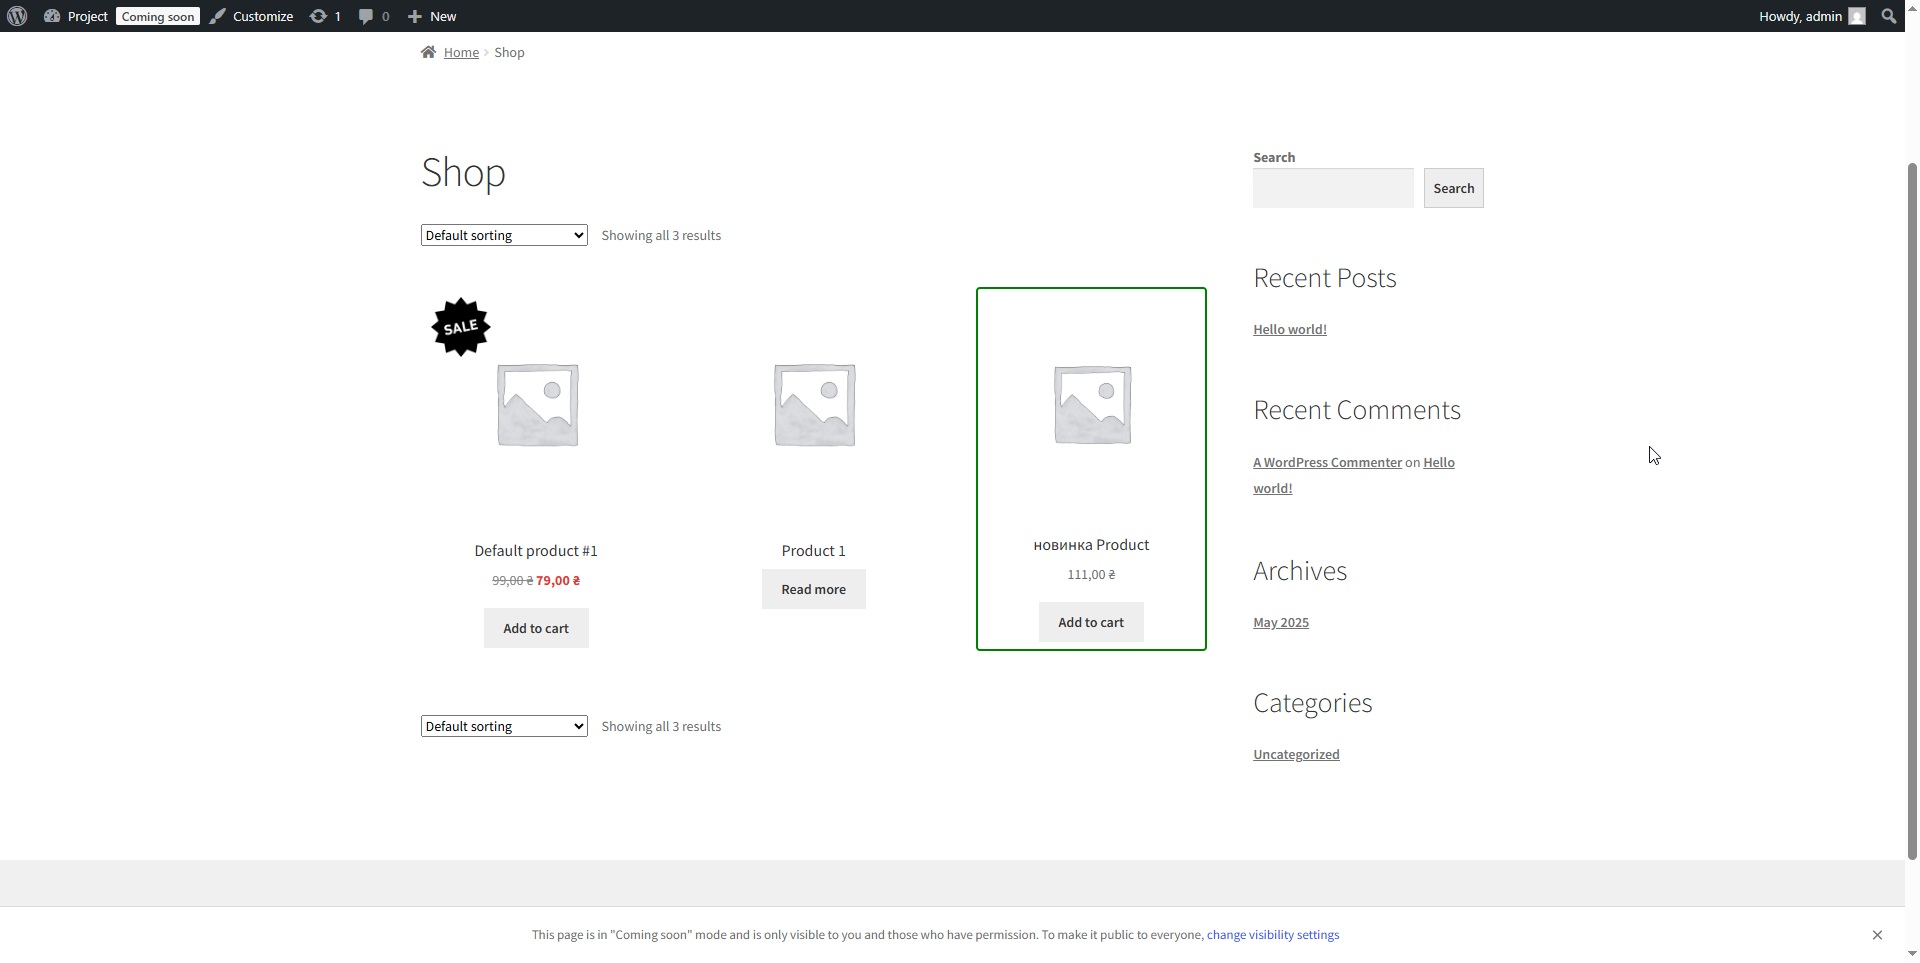 Project Coming soon Customize 1 0 New Howdy, admin
Home › Shop
Shop
Default sorting Showing all 3 results
SALE
Default product #1
99,00 ₴ 79,00 ₴
Add to cart
Product 1
Read more
новинка Product
111,00 ₴
Add to cart
Default sorting Showing all 3 results
Search
Search
Recent Posts
Hello world!
Recent Comments
A WordPress Commenter on Hello
world!
Archives
May 2025
Categories
Uncategorized
This page is in "Coming soon" mode and is only visible to you and those who have permission. To make it public to everyone, change visibility settings ×